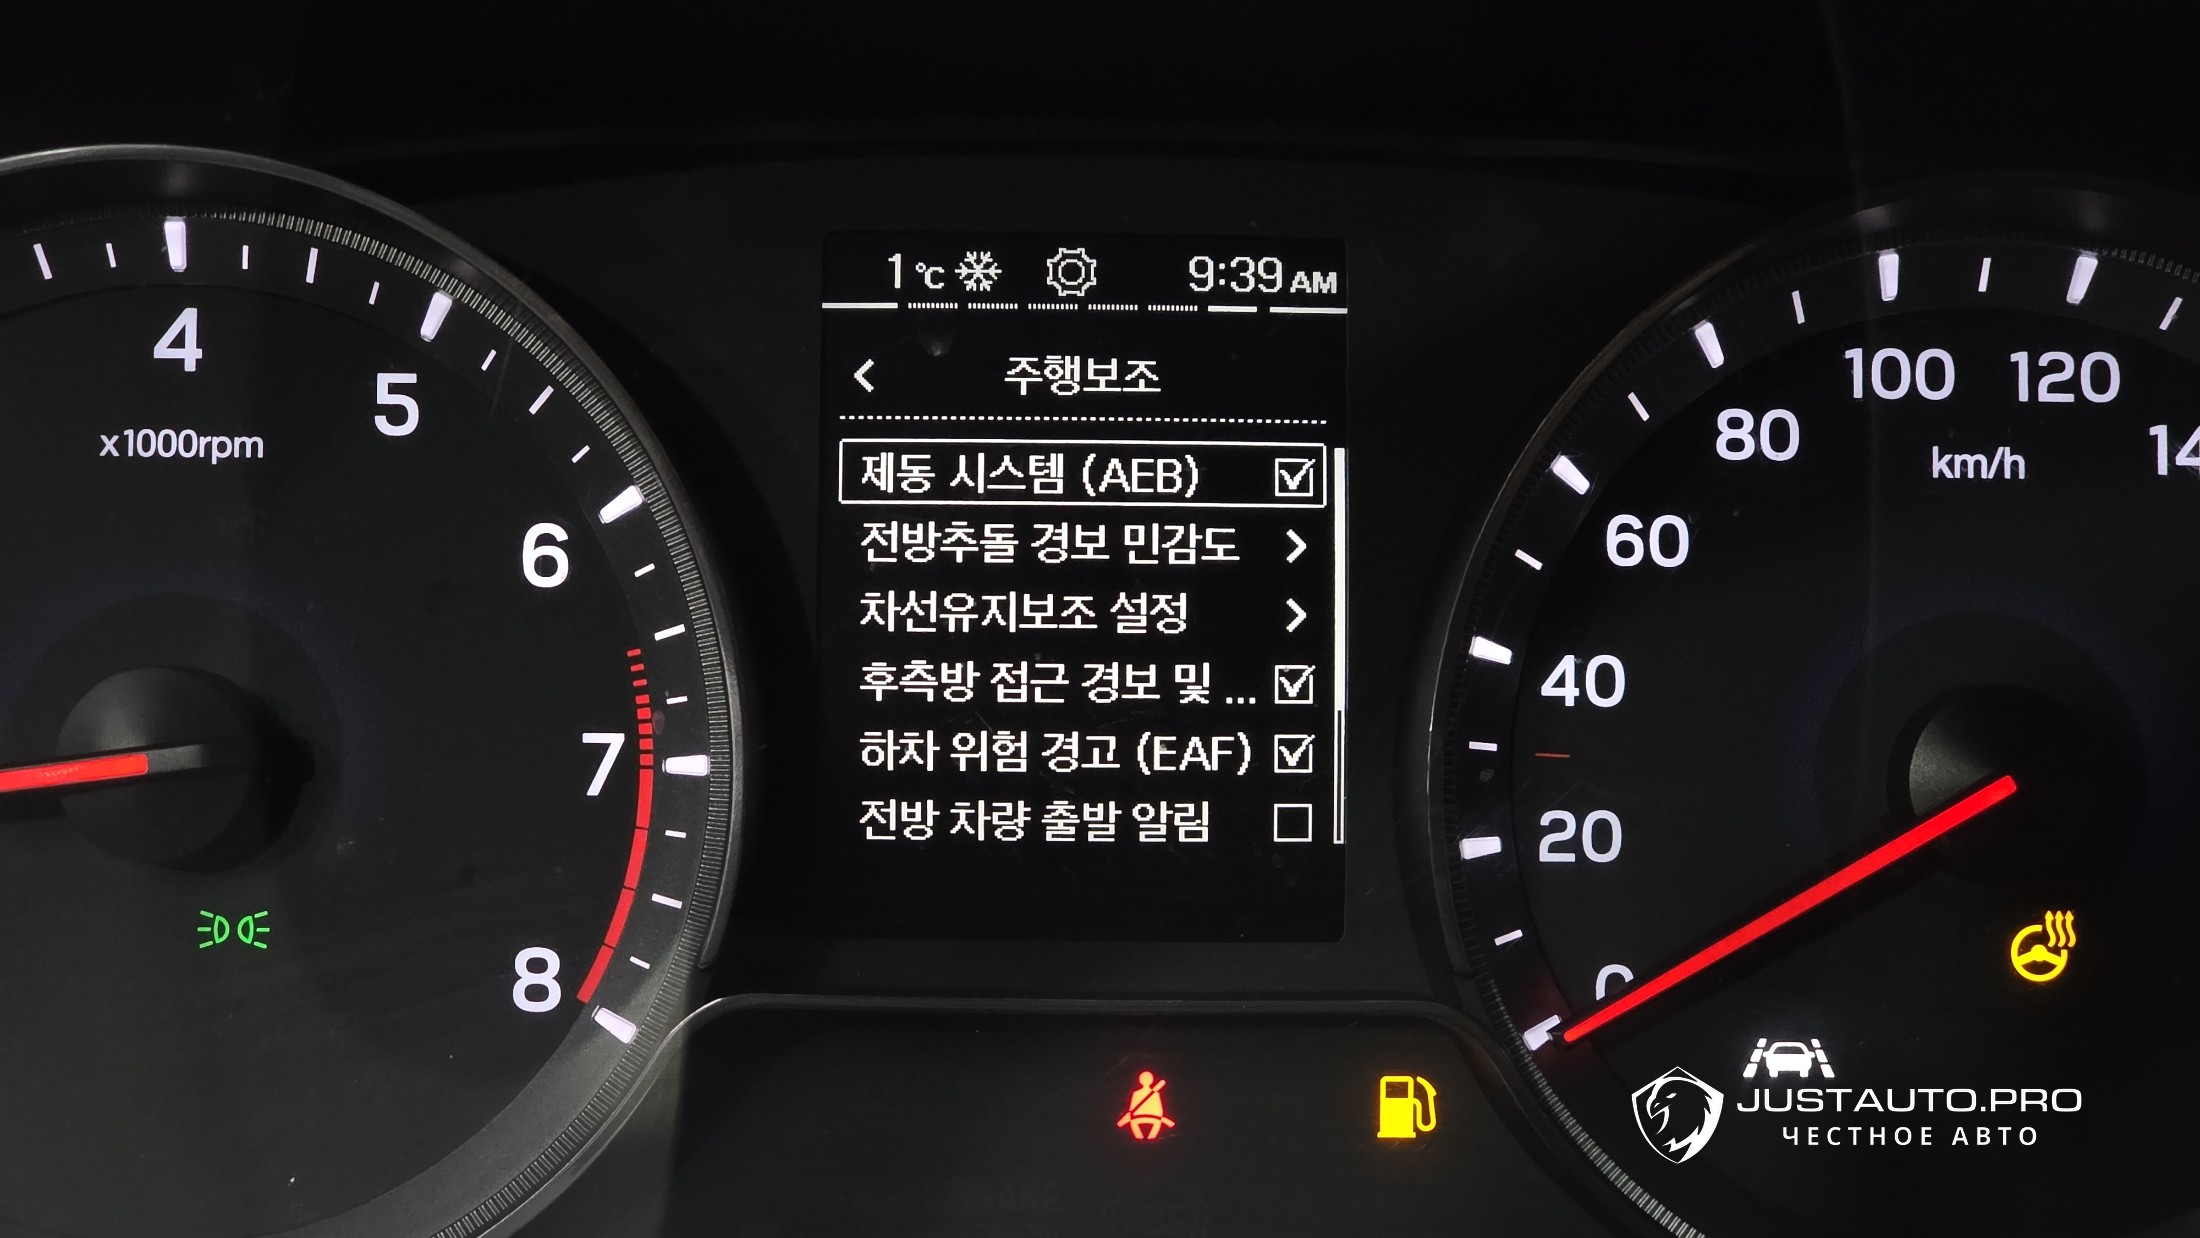 1 ℃
9:39 AM
주행보조
제동 시스템 (AEB)
전방추돌 경보 민감도
차선유지보조 설정
후측방 접근 경보 및 ...
하차 위험 경고 (EAF)
전방 차량 출발 알림
4
5
6
7
8
x1000rpm
0
20
40
60
80
100
120
14
km/h
JUSTAUTO.PRO
ЧЕСТНОЕ АВТО